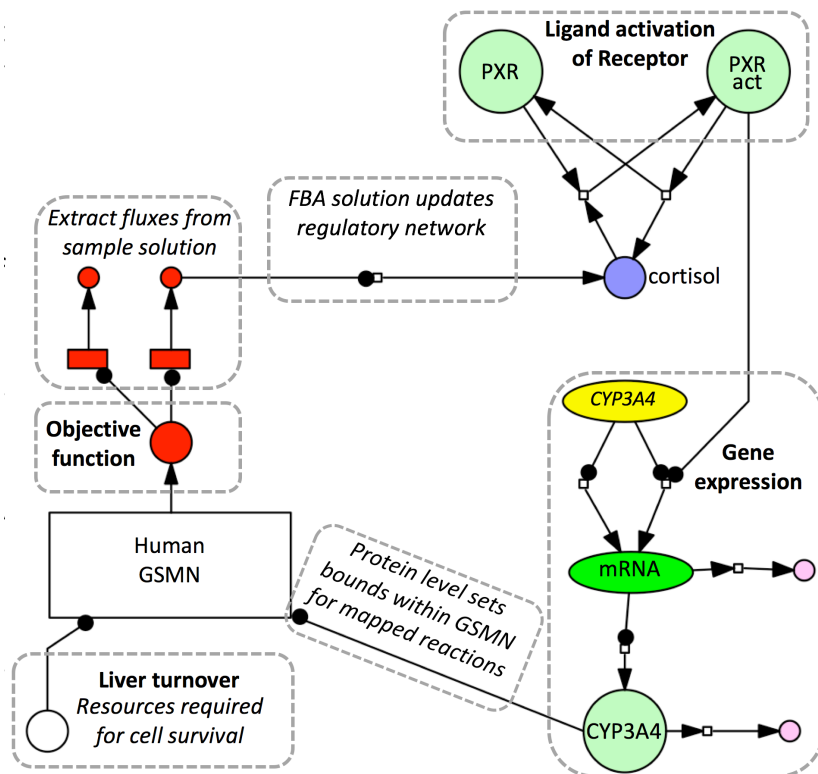 Ligand activation
of Receptor
PXR
PXR
act
FBA solution updates
regulatory network
Extract fluxes from
sample solution
cortisol
CYP3A4
Objective
function
Gene
expression
Human
GSMN
Protein level sets
bounds within GSMN
for mapped reactions
mRNA
Liver turnover
Resources required
for cell survival
CYP3A4